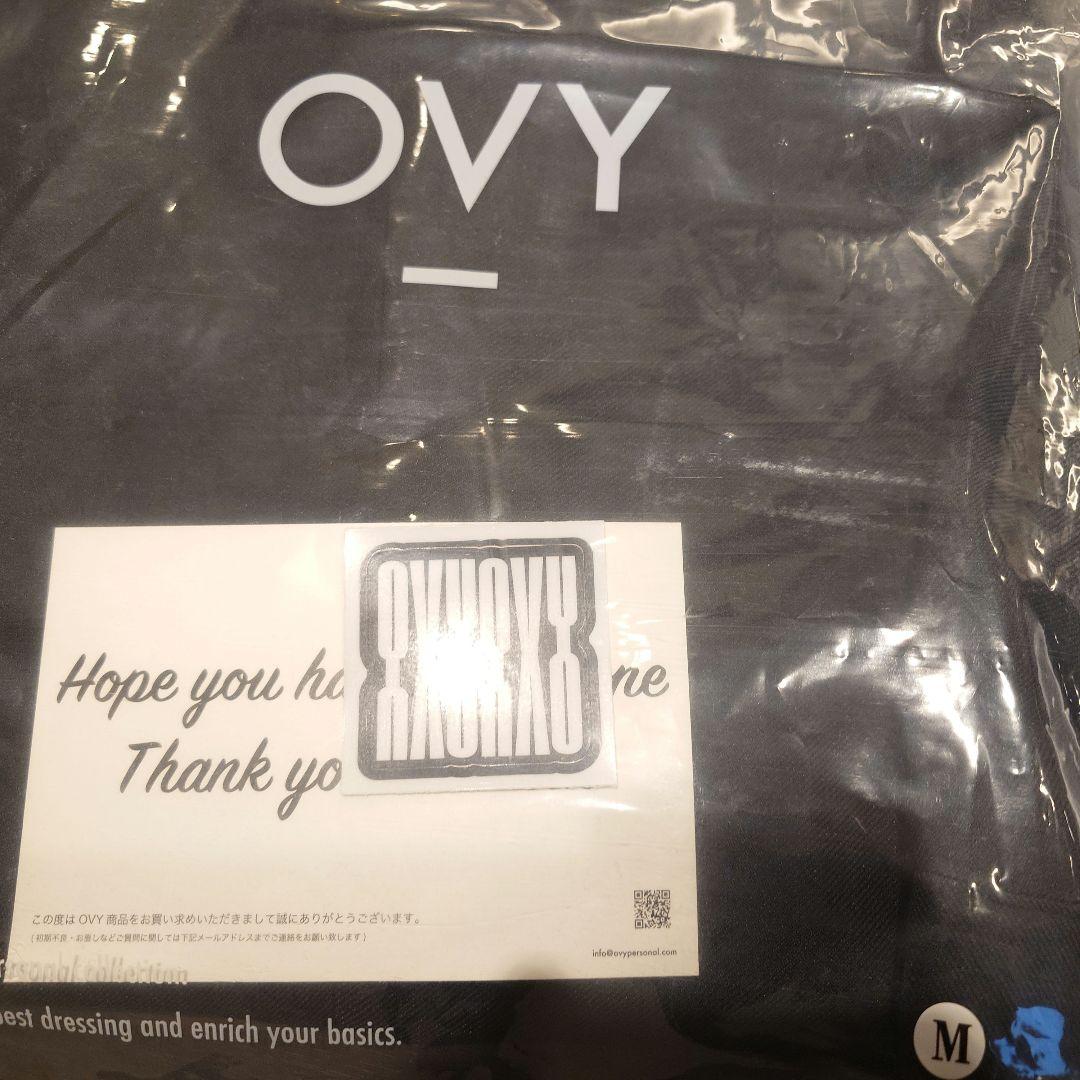 OVY
Hope you ha ne
Thank yo
この度は OVY 商品をお買い求めいただきまして誠にありがとうございます。
( 初期不良・お直しなどご質問に関しては下記メールアドレスまでご連絡をお願い致します )
info@ovypersonal.com
collection
best dressing and enrich your basics.
M